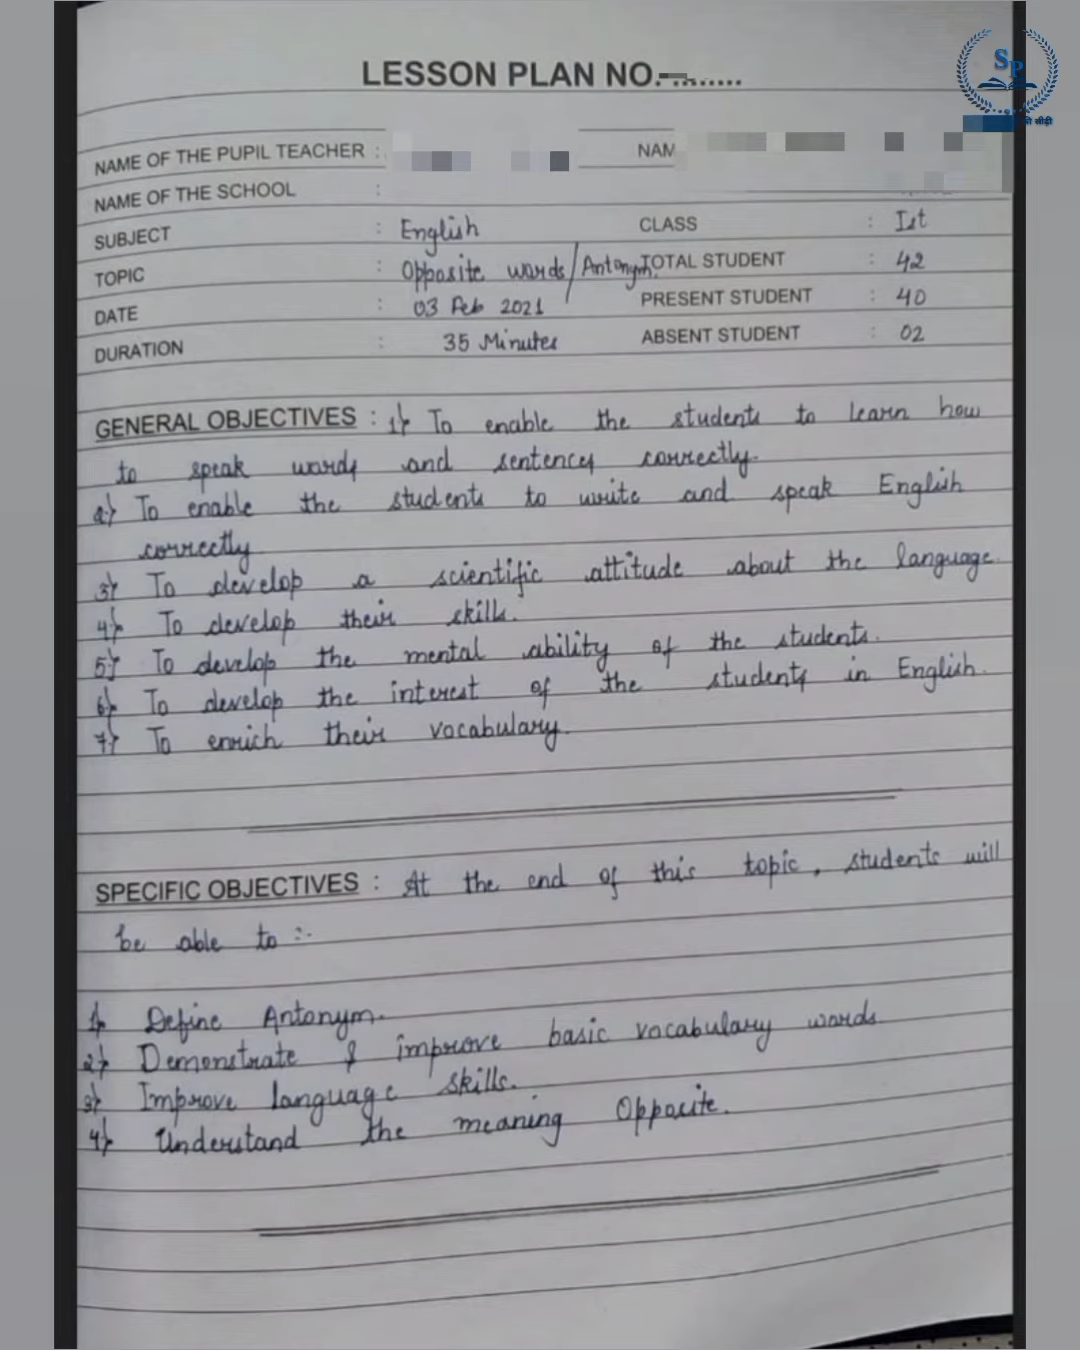 LESSON PLAN NO.
SP
NAME OF THE PUPIL TEACHER :
NAME OF THE SCHOOL :
SUBJECT : English CLASS : Ist
TOPIC : Opposite words/Antonym. TOTAL STUDENT : 42
DATE : 03 Feb 2021 PRESENT STUDENT : 40
DURATION : 35 Minutes ABSENT STUDENT : 02
GENERAL OBJECTIVES : 1) To enable the students to learn how
to speak words and sentences correctly.
2) To enable the students to write and speak English
correctly
3) To develop a scientific attitude about the language.
4) To develop their skills.
5) To develop the mental ability of the students.
6) To develop the interest of the students in English.
7) To enrich their vocabulary.
SPECIFIC OBJECTIVES : At the end of this topic, students will
be able to :-
1) Define Antonym.
2) Demonstrate & improve basic vocabulary words
3) Improve language skills.
4) Understand the meaning Opposite.